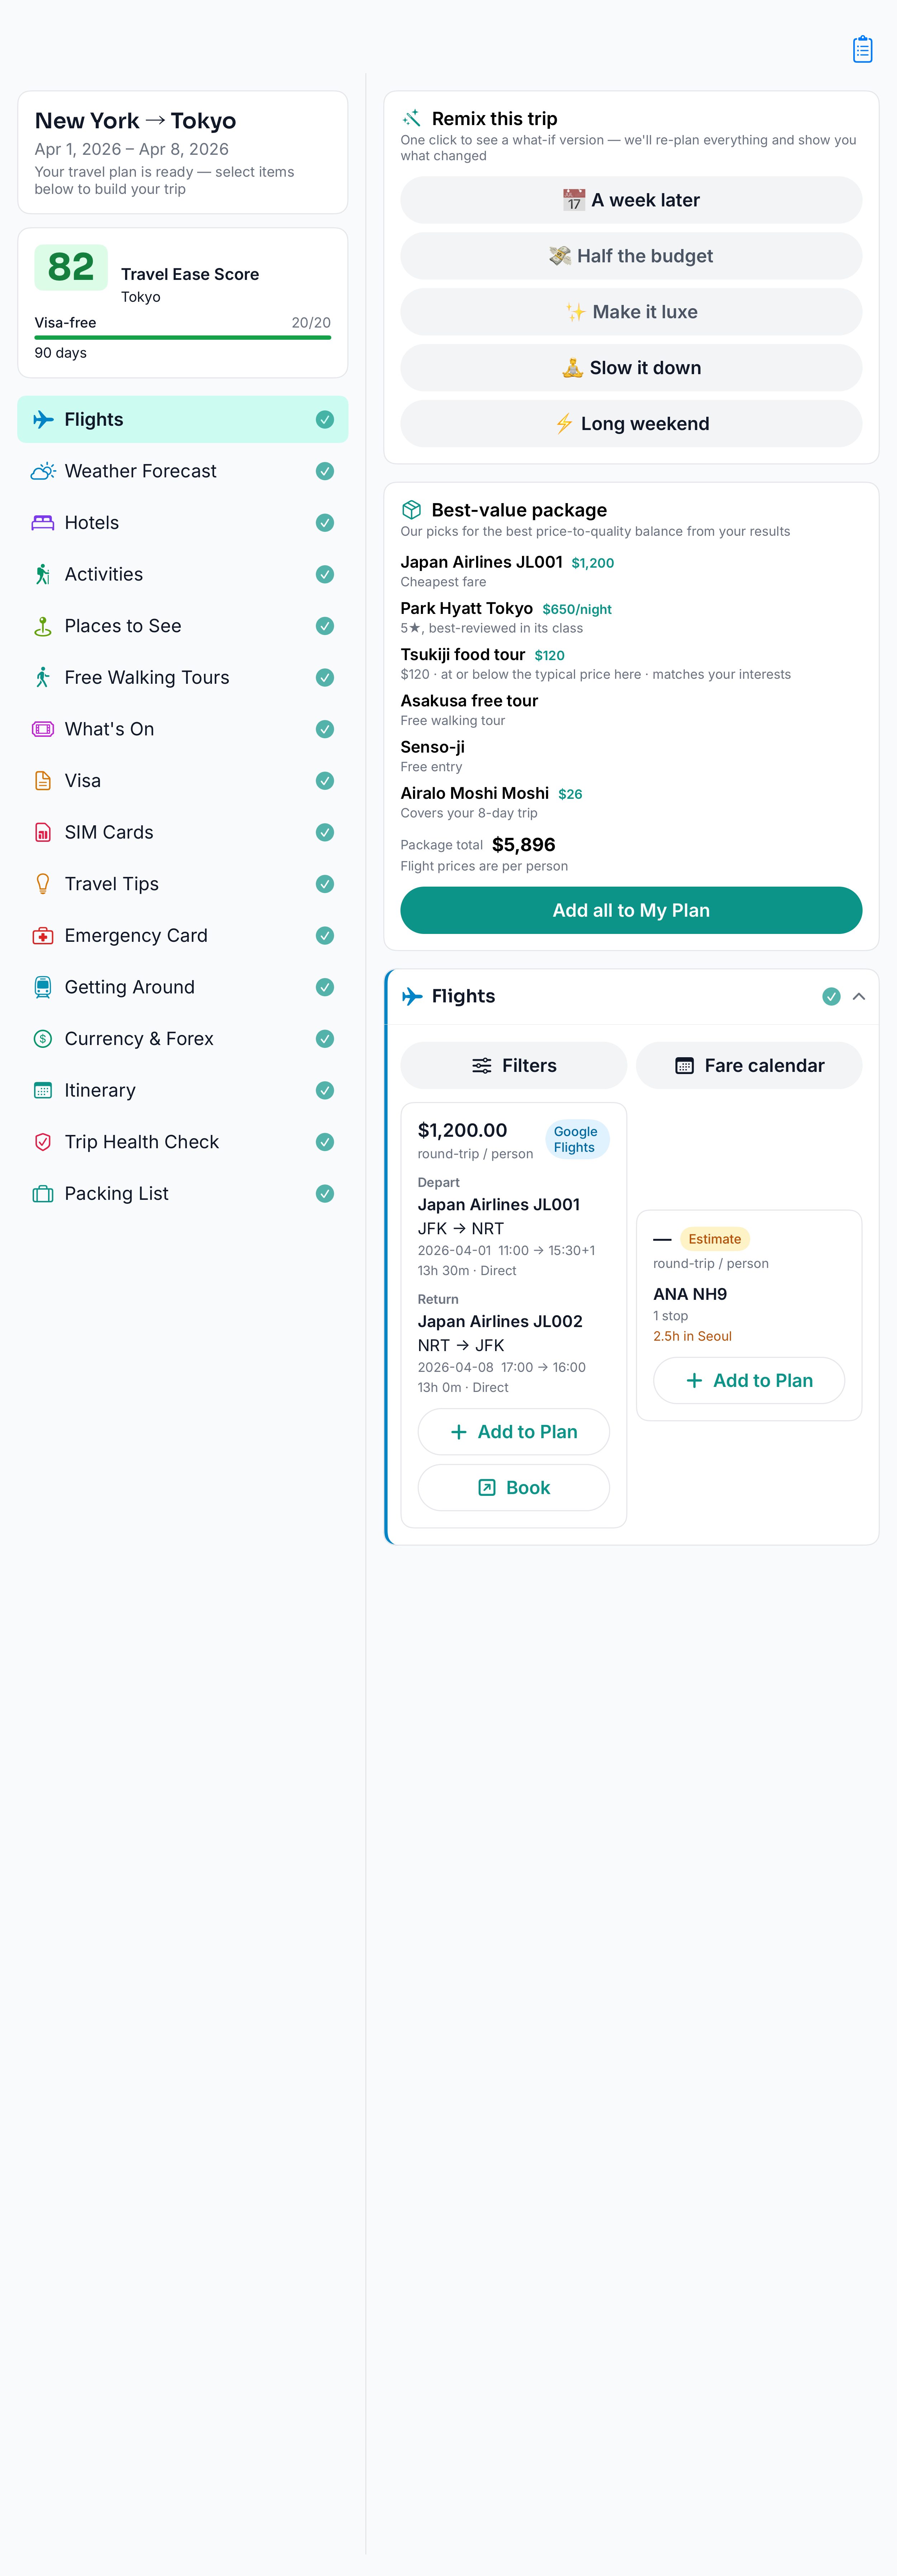 New York → Tokyo
Apr 1, 2026 – Apr 8, 2026
Your travel plan is ready — select items
below to build your trip
82
Travel Ease Score
Tokyo
Visa-free 20/20
90 days
Flights
Weather Forecast
Hotels
Activities
Places to See
Free Walking Tours
What's On
Visa
SIM Cards
Travel Tips
Emergency Card
Getting Around
Currency & Forex
Itinerary
Trip Health Check
Packing List
Remix this trip
One click to see a what-if version — we'll re-plan everything and show you
what changed
📅 A week later
💸 Half the budget
✨ Make it luxe
🧘 Slow it down
⚡ Long weekend
Best-value package
Our picks for the best price-to-quality balance from your results
Japan Airlines JL001 $1,200
Cheapest fare
Park Hyatt Tokyo $650/night
5★, best-reviewed in its class
Tsukiji food tour $120
$120 · at or below the typical price here · matches your interests
Asakusa free tour
Free walking tour
Senso-ji
Free entry
Airalo Moshi Moshi $26
Covers your 8-day trip
Package total $5,896
Flight prices are per person
Add all to My Plan
Flights
Filters
Fare calendar
$1,200.00
round-trip / person
Google
Flights
Depart
Japan Airlines JL001
JFK → NRT
2026-04-01 11:00 → 15:30+1
13h 30m · Direct
Return
Japan Airlines JL002
NRT → JFK
2026-04-08 17:00 → 16:00
13h 0m · Direct
+ Add to Plan
Book
— Estimate
round-trip / person
ANA NH9
1 stop
2.5h in Seoul
+ Add to Plan